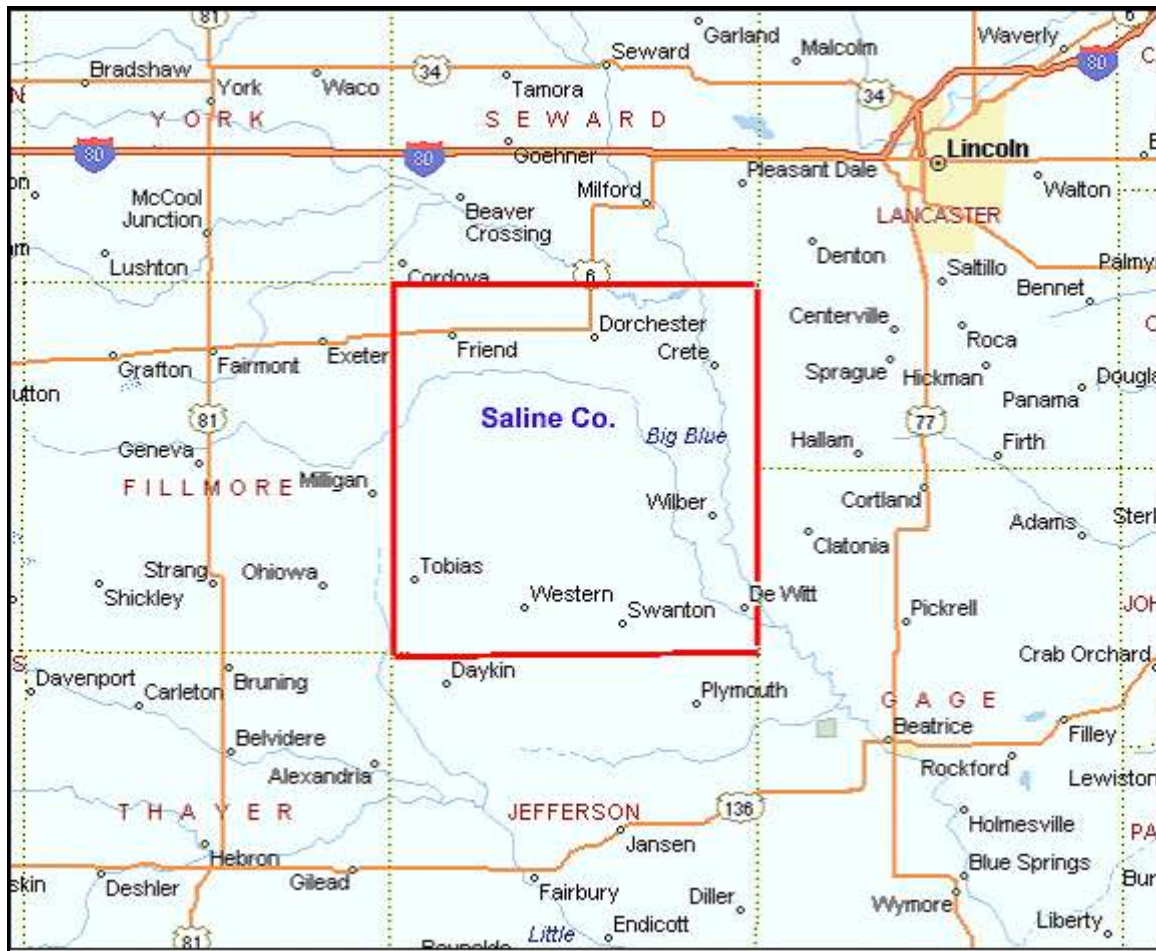 81
6
Garland
Waverly
Seward
Malcolm
80
Bradshaw
34
York
Waco
Tamora
34
YORK
SEWARD
80
80
Goehner
Lincoln
Pleasant Dale
Milford
Walton
McCool
Junction
Beaver
Crossing
LANCASTER
Denton
Lushton
Cordova
6
Saltillo
Bennet
Centerville
Dorchester
Roca
Friend
Exeter
Grafton
Fairmont
Crete
Sprague
Hickman
Panama
Saline Co.
81
Big Blue
Hallam
77
Firth
Geneva
FILLMORE
Milligan
Cortland
Wilber
Adams
Clatonia
Tobias
Strang
Ohiowa
Shickley
Western
Swanton
De Witt
Pickrell
Crab Orchard
Daykin
Davenport
Carleton
Bruning
Plymouth
GAGE
Beatrice
Filley
Belvidere
Alexandria
Rockford
Lewiston
THAYER
JEFFERSON
136
Holmesville
Jansen
Hebron
Blue Springs
Deshler
Gilead
Fairbury
Diller
Wymore
Liberty
Endicott
Little
81